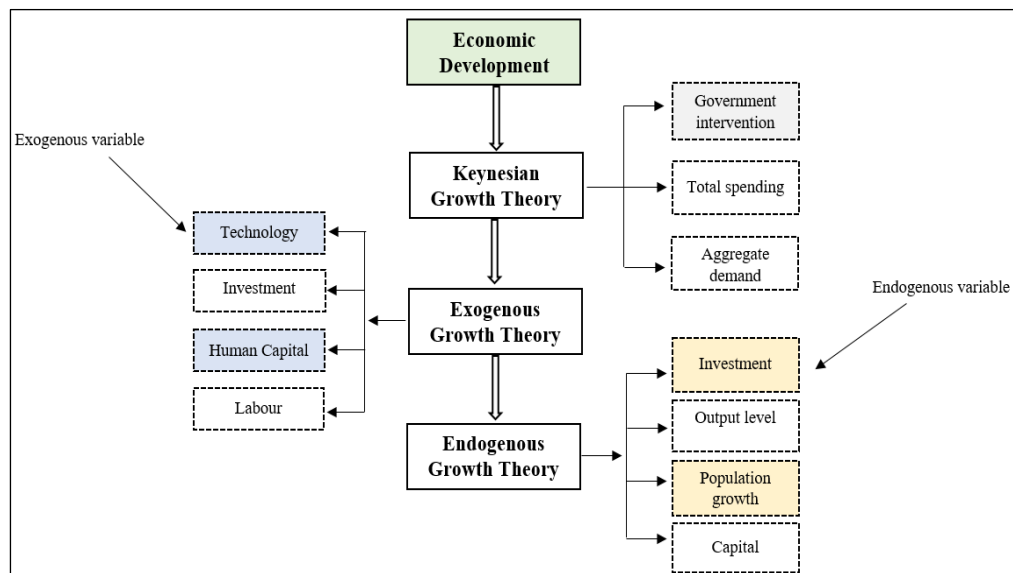 Economic
Development
Government
intervention
Exogenous variable
Keynesian
Growth Theory
Total spending
Technology
Aggregate
demand
Investment
Exogenous
Growth Theory
Endogenous variable
Human Capital
Investment
Labour
Output level
Endogenous
Growth Theory
Population
growth
Capital